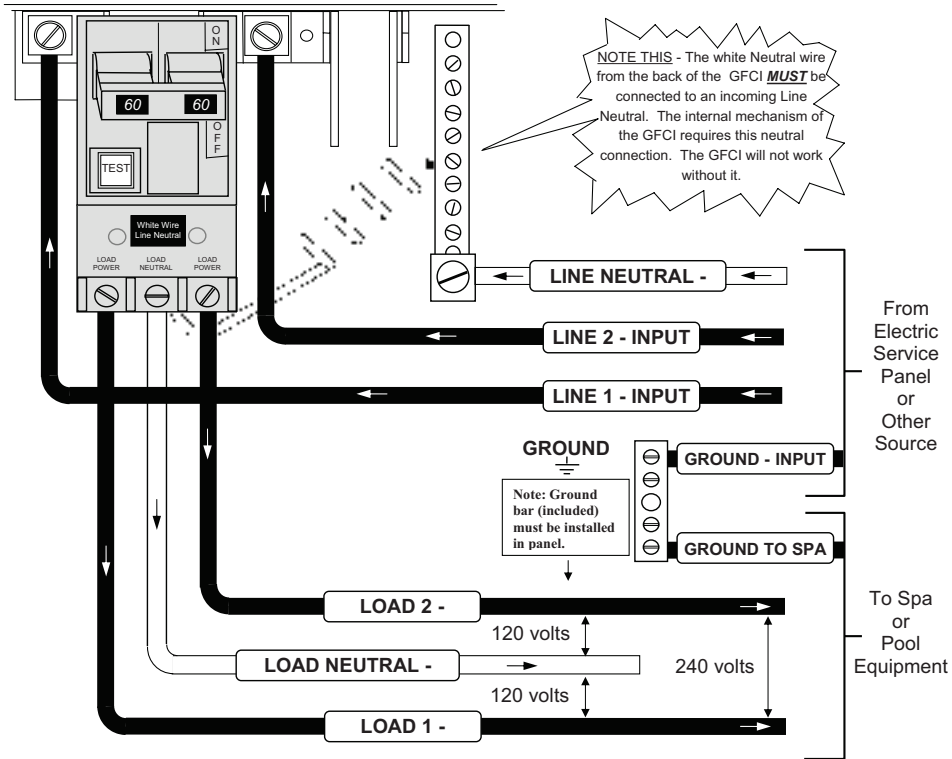 O
N
60 60
O
F
F
TEST
White Wire
Line Neutral
LOAD
POWER
LOAD
NEUTRAL
LOAD
POWER
NOTE THIS - The white Neutral wire
from the back of the GFCI MUST be
connected to an incoming Line
Neutral. The internal mechanism of
the GFCI requires this neutral
connection. The GFCI will not work
without it.
LINE NEUTRAL -
LINE 2 - INPUT
LINE 1 - INPUT
From
Electric
Service
Panel
or
Other
Source
GROUND
GROUND - INPUT
Note: Ground
bar (included)
must be installed
in panel.
GROUND TO SPA
LOAD 2 -
120 volts
LOAD NEUTRAL -
240 volts
120 volts
LOAD 1 -
To Spa
or
Pool
Equipment